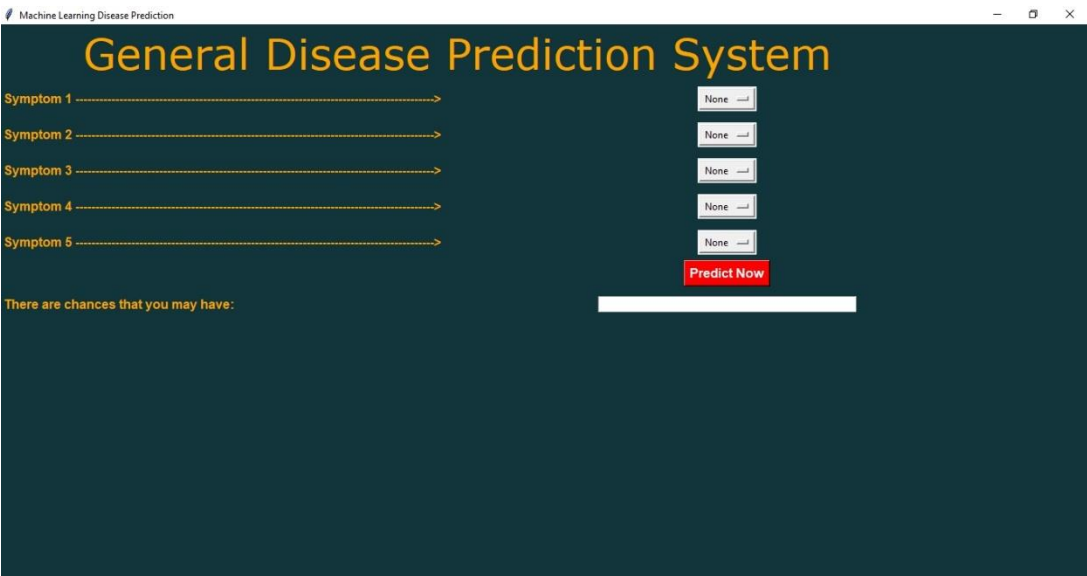 Machine Learning Disease Prediction
General Disease Prediction System
Symptom 1 ------------------------------------------------------------------------------------------> None
Symptom 2 ------------------------------------------------------------------------------------------> None
Symptom 3 ------------------------------------------------------------------------------------------> None
Symptom 4 ------------------------------------------------------------------------------------------> None
Symptom 5 ------------------------------------------------------------------------------------------> None
Predict Now
There are chances that you may have: